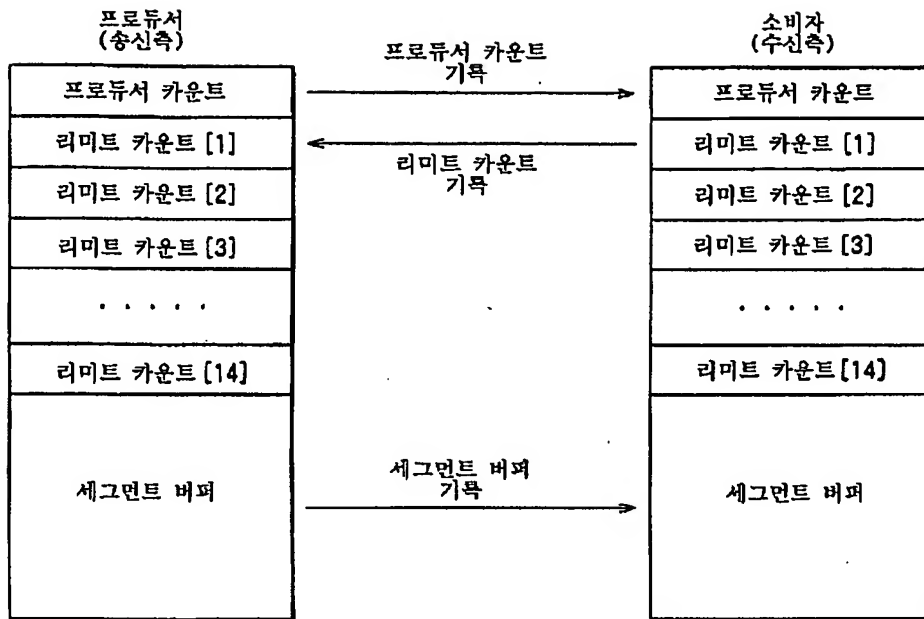 프로듀서
(송신측)
프로듀서 카운트
리미트 카운트 [1]
리미트 카운트 [2]
리미트 카운트 [3]
· · · · ·
리미트 카운트 [14]
세그먼트 버퍼
프로듀서 카운트
기록
리미트 카운트
기록
세그먼트 버퍼
기록
소비자
(수신측)
프로듀서 카운트
리미트 카운트 [1]
리미트 카운트 [2]
리미트 카운트 [3]
· · · · ·
리미트 카운트 [14]
세그먼트 버퍼